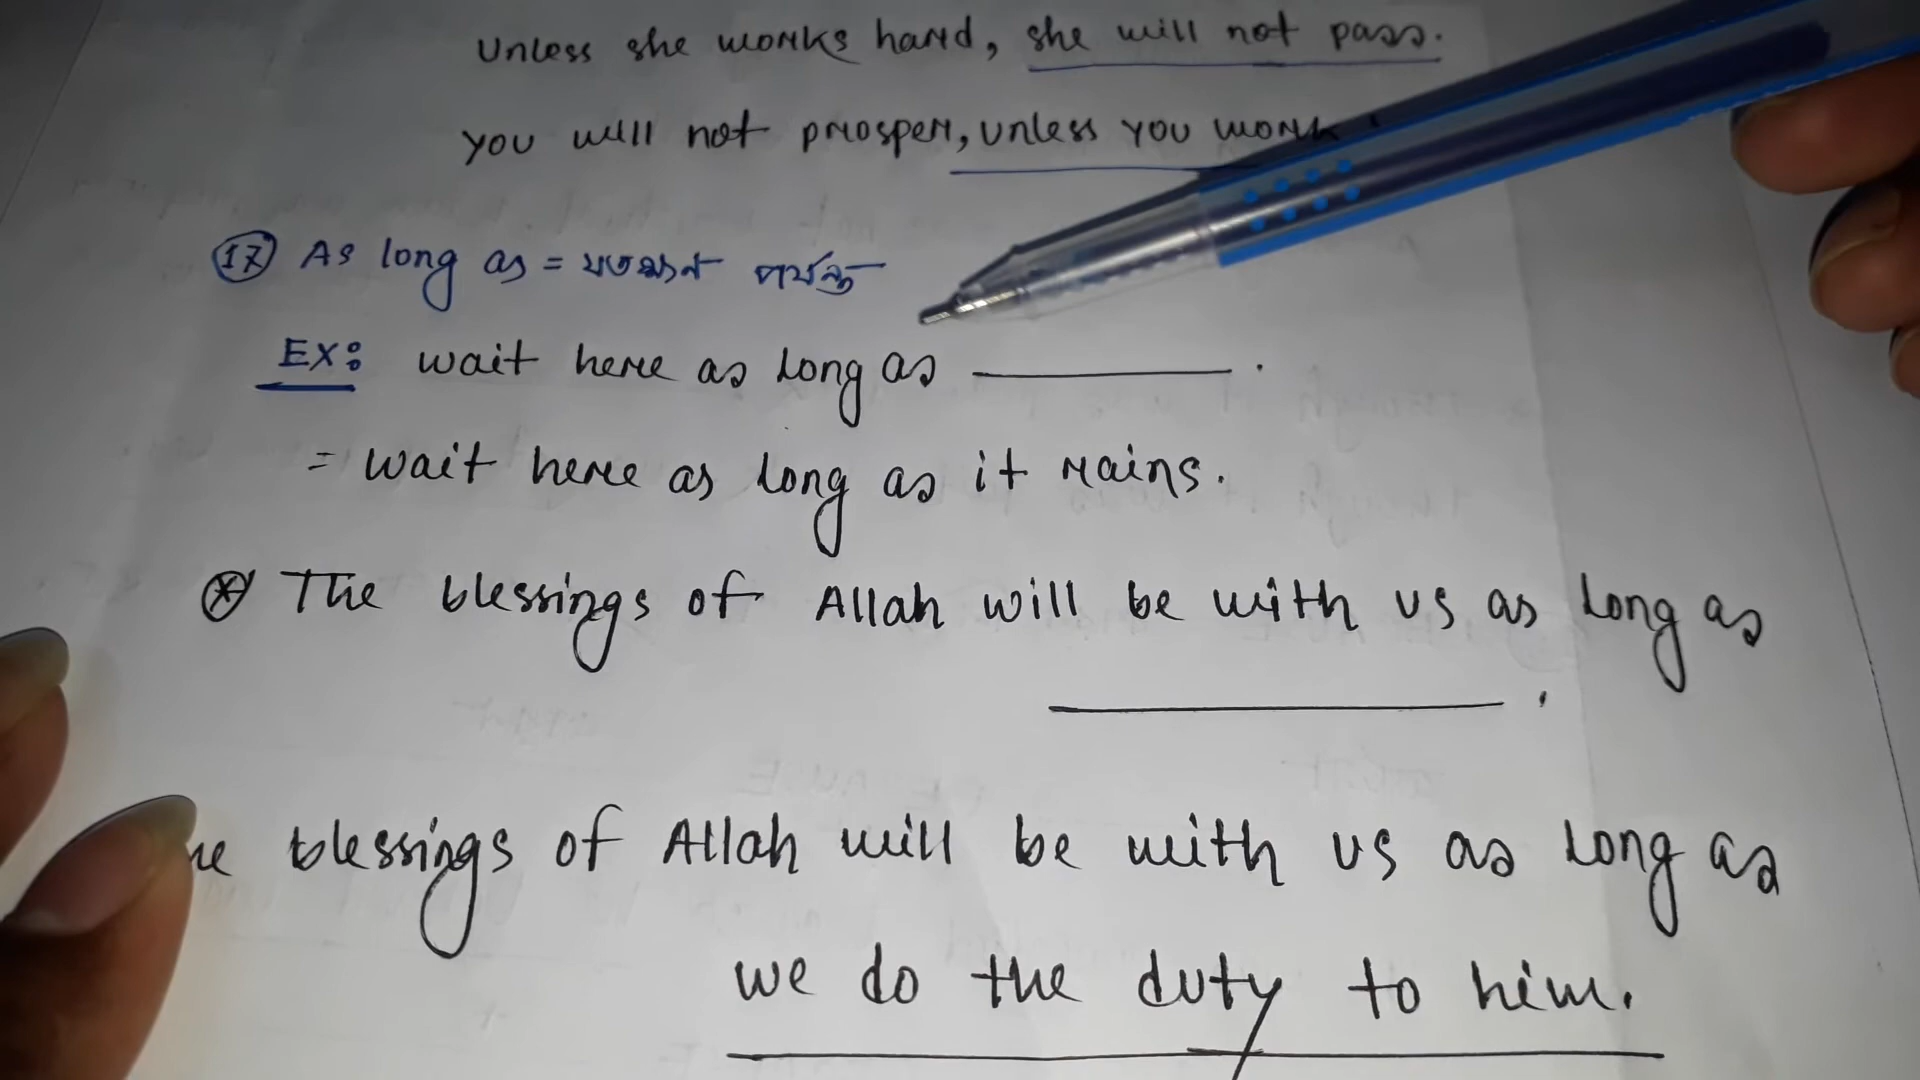 Unless she works hard, she will not pass.
You will not prosper, unless you work.
17 As long as = যতক্ষন পর্যন্ত
EX: wait here as long as ________ .
= wait here as long as it rains.
The blessings of Allah will be with us as long as
________ .
blessings of Allah will be with us as long as
we do the duty to him.